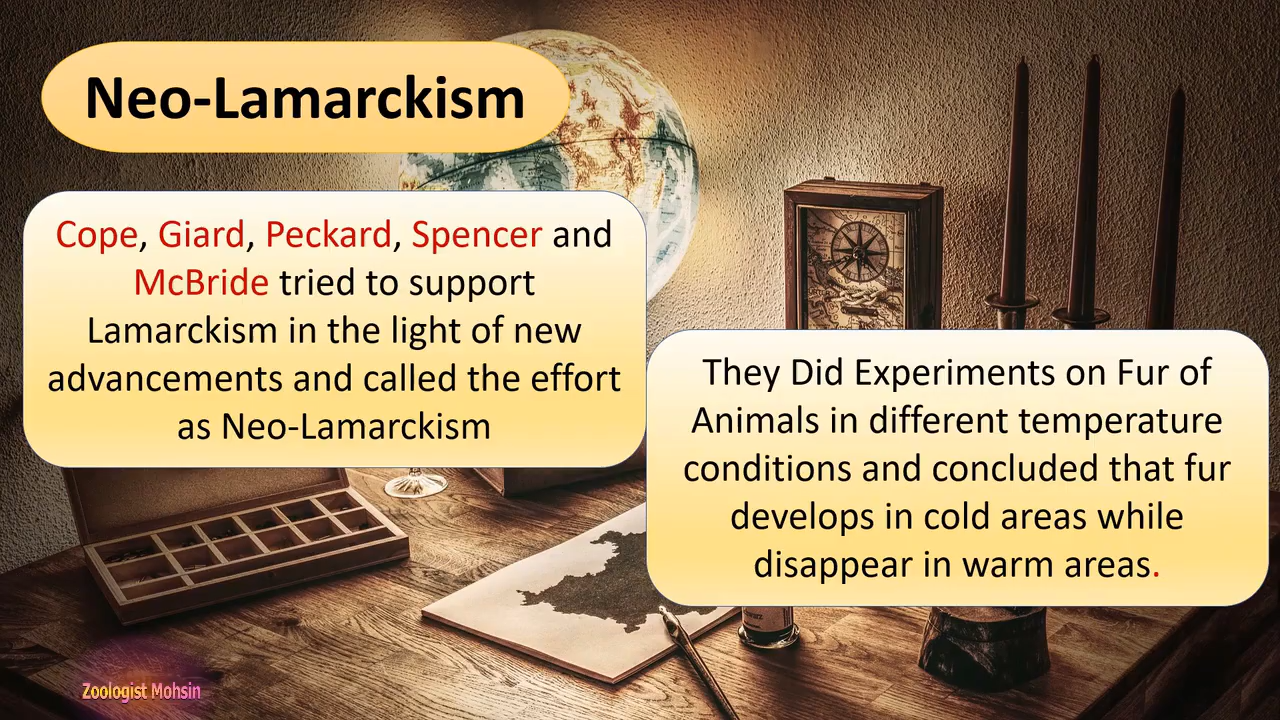 Neo-Lamarckism
Cope, Giard, Peckard, Spencer and
McBride tried to support
Lamarckism in the light of new
advancements and called the effort
as Neo-Lamarckism
They Did Experiments on Fur of
Animals in different temperature
conditions and concluded that fur
develops in cold areas while
disappear in warm areas.
Zoologist Mohsin